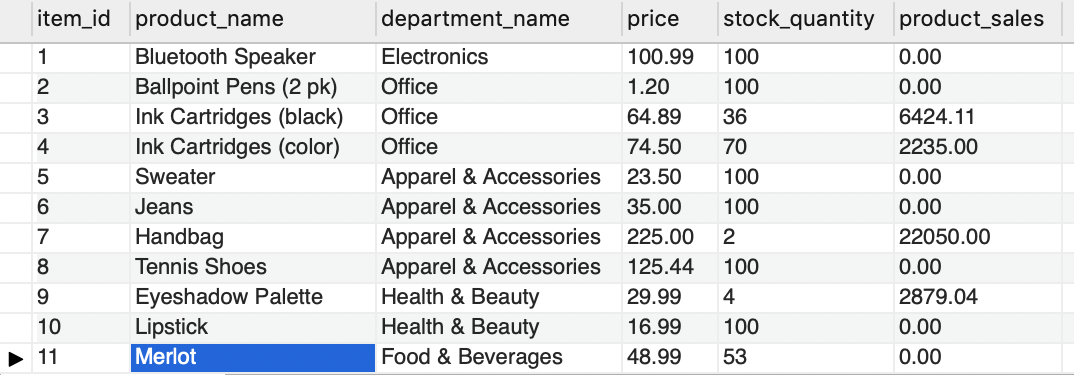 item_id product_name department_name price stock_quantity product_sales
1 Bluetooth Speaker Electronics 100.99 100 0.00
2 Ballpoint Pens (2 pk) Office 1.20 100 0.00
3 Ink Cartridges (black) Office 64.89 36 6424.11
4 Ink Cartridges (color) Office 74.50 70 2235.00
5 Sweater Apparel & Accessories 23.50 100 0.00
6 Jeans Apparel & Accessories 35.00 100 0.00
7 Handbag Apparel & Accessories 225.00 2 22050.00
8 Tennis Shoes Apparel & Accessories 125.44 100 0.00
9 Eyeshadow Palette Health & Beauty 29.99 4 2879.04
10 Lipstick Health & Beauty 16.99 100 0.00
11 Merlot Food & Beverages 48.99 53 0.00